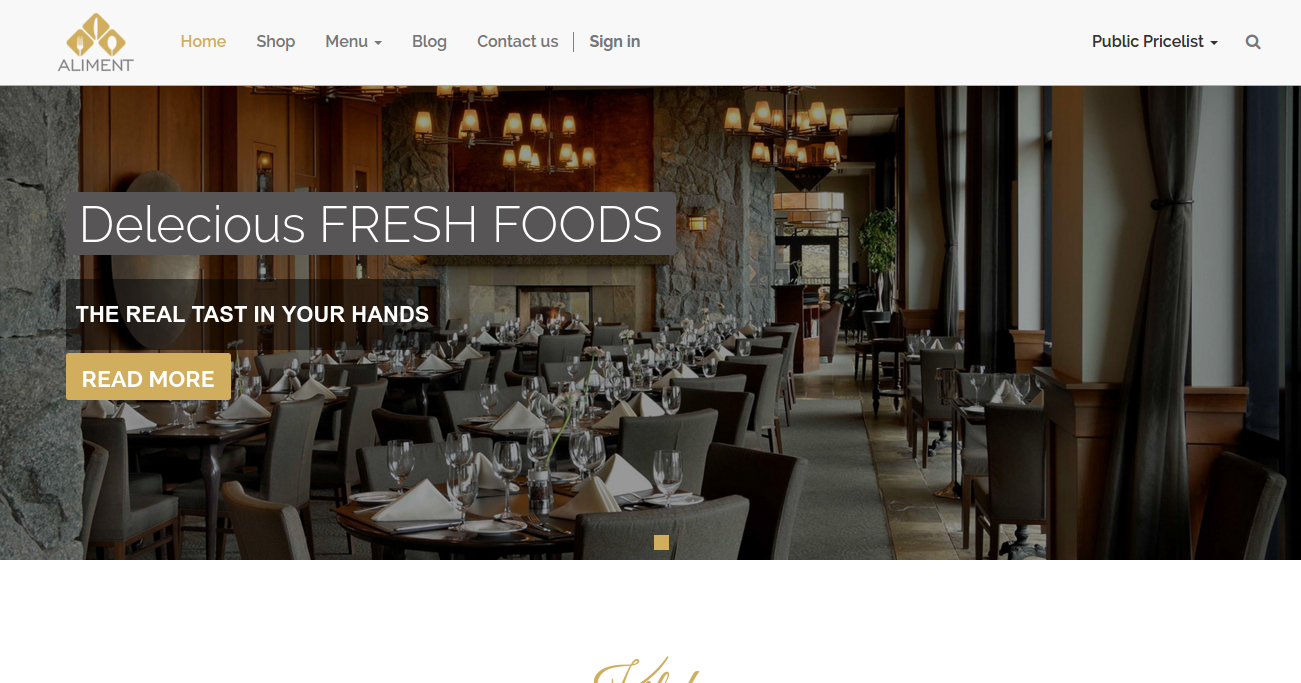 ALIMENT
Home Shop Menu Blog Contact us Sign in Public Pricelist
Delecious FRESH FOODS
THE REAL TAST IN YOUR HANDS
READ MORE